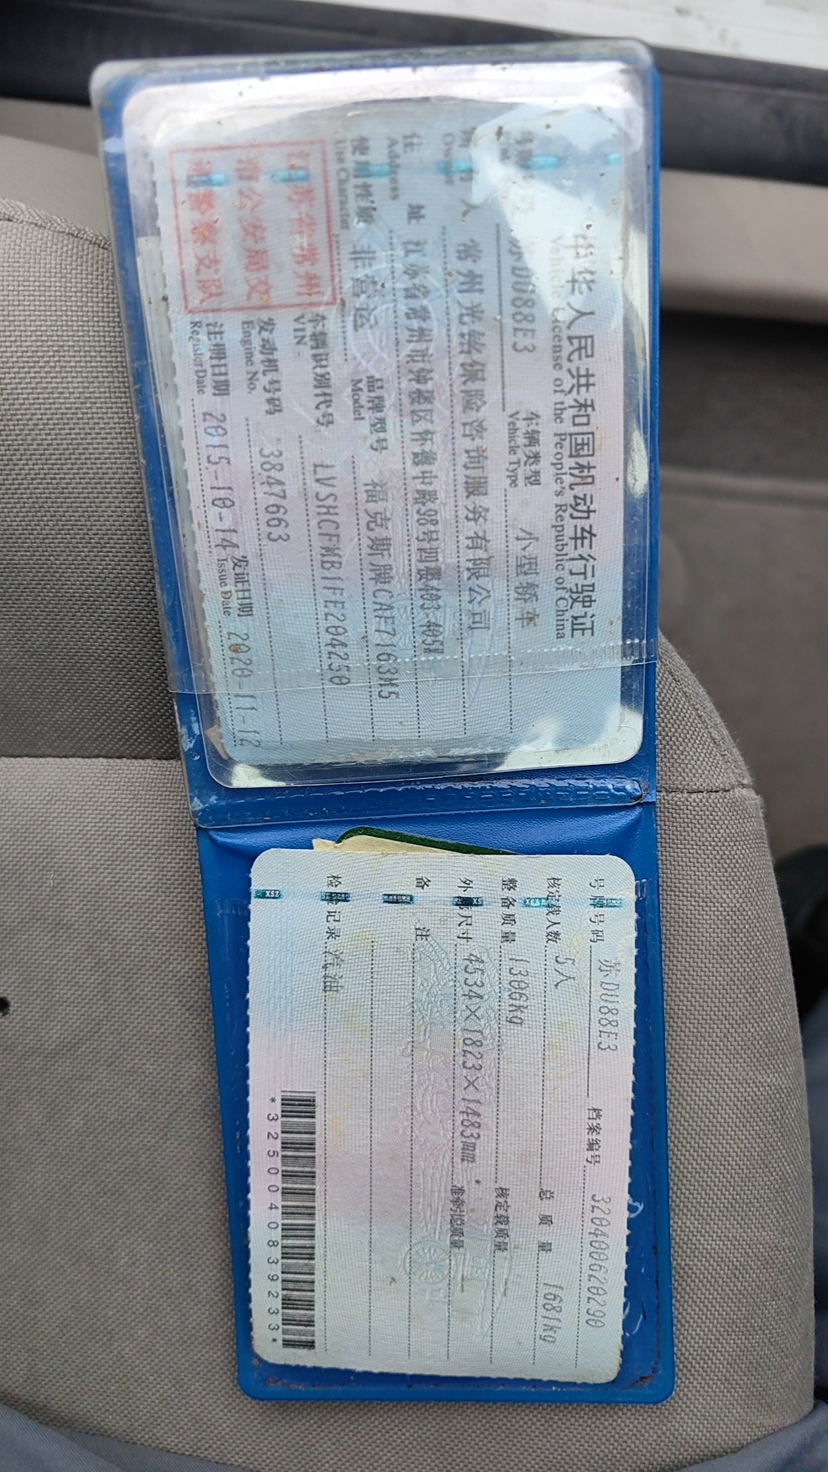 中华人民共和国机动车行驶证
Vehicle License of the People's Republic of China
苏DU88E3 车辆类型 小型轿车
Vehicle Type
人 常州光铭保险咨询服务有限公司
Owner
住 址 江苏省常州市钟楼区怀德中路98号四层
Address
使用性质 非营运 品牌型号 福克斯牌CAF7163M5
Use Character Model
江苏省常州
市公安局交
通警察支队
车辆识别代号 LVSHCFMB1FE204250
VIN
发动机号码 3847663
Engine No.
注册日期 2015-10-14 发证日期 2020-11-12
Register Date Issue Date
号牌号码 苏DU88E3 档案编号 320400620290
核定载人数 5人 总质量 1681kg
整备质量 1306kg 核定载质量
外廓尺寸 4534×1823×1483mm 准牵引总质量
备 注
检验记录 汽油
*3250040839233*